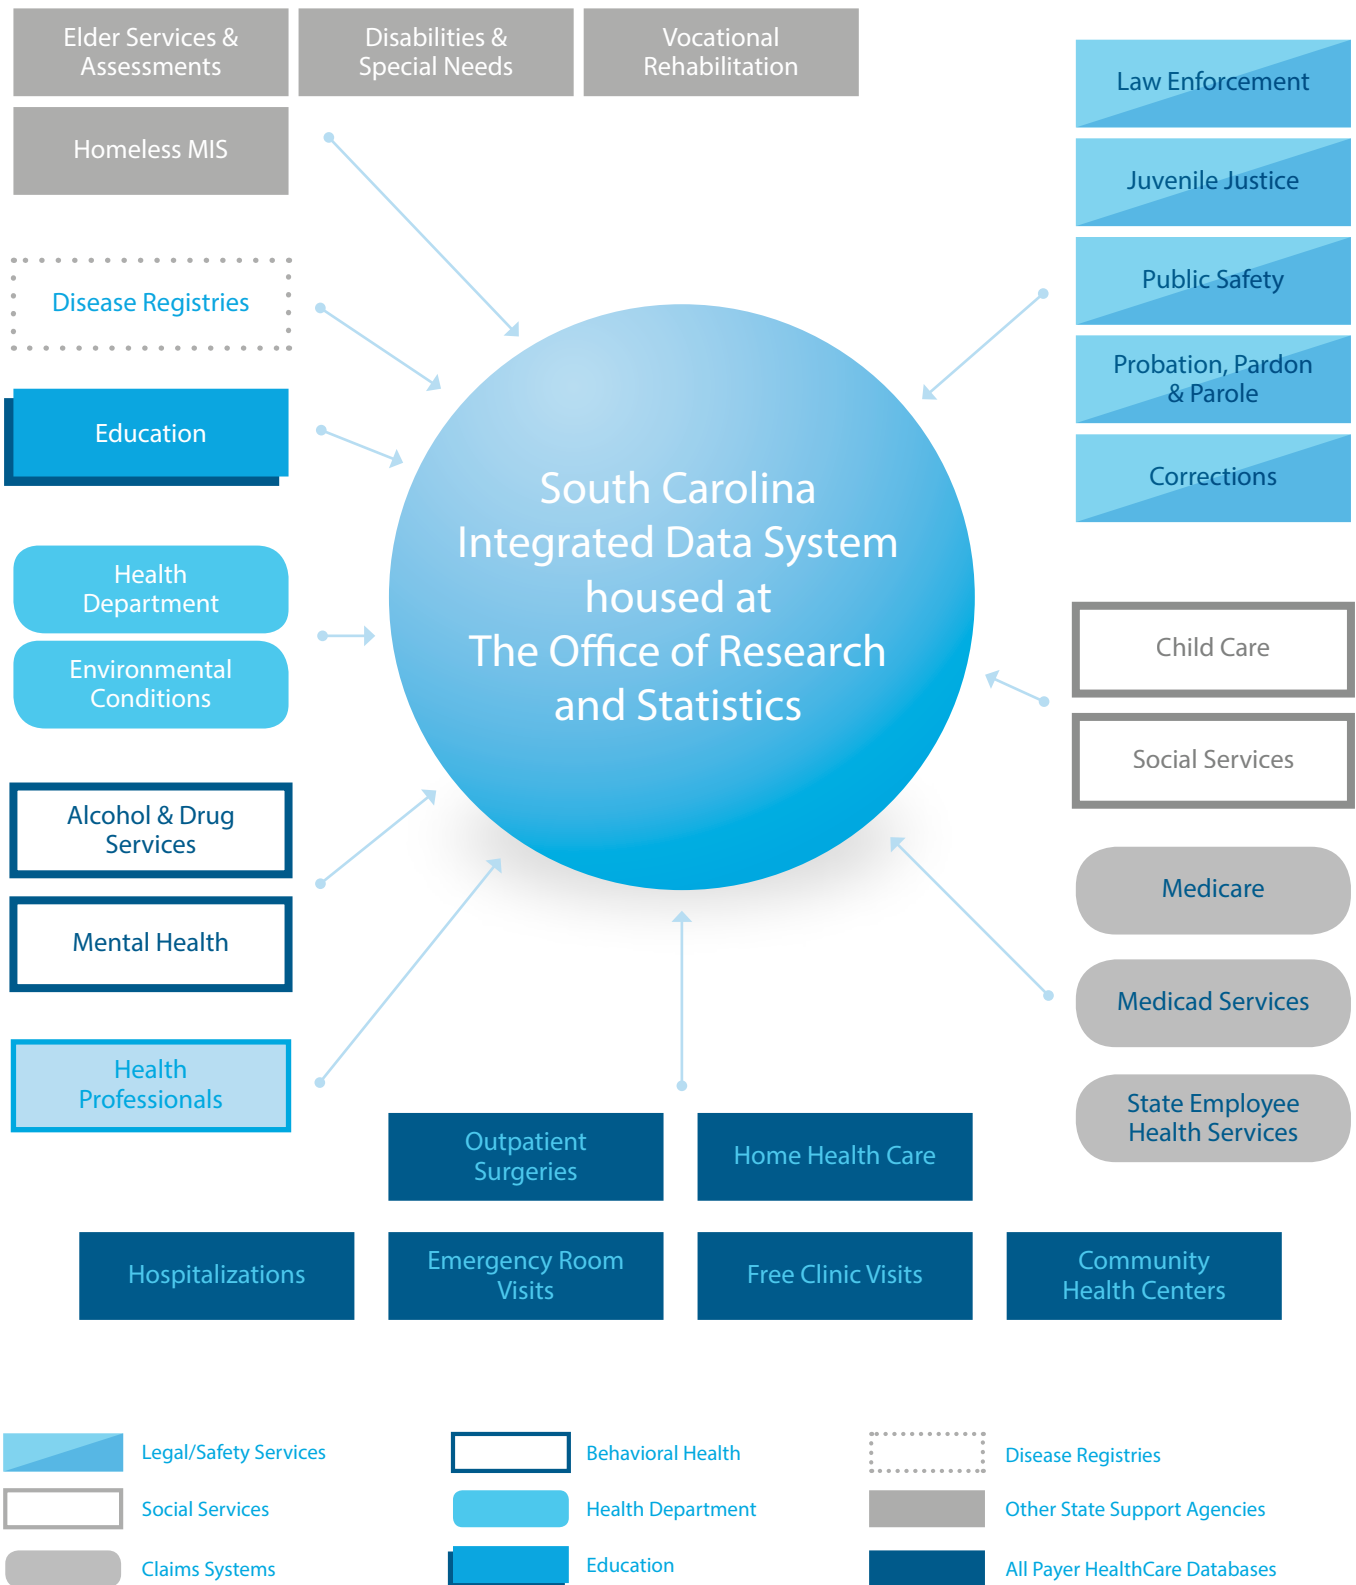 Elder Services &
Assessments
Disabilities &
Special Needs
Vocational
Rehabilitation
Homeless MIS
Disease Registries
Education
Health
Department
Environmental
Conditions
Alcohol & Drug
Services
Mental Health
Health
Professionals
South Carolina
Integrated Data System
housed at
The Office of Research
and Statistics
Law Enforcement
Juvenile Justice
Public Safety
Probation, Pardon
& Parole
Corrections
Child Care
Social Services
Medicare
Medicad Services
State Employee
Health Services
Outpatient
Surgeries
Home Health Care
Hospitalizations
Emergency Room
Visits
Free Clinic Visits
Community
Health Centers
Legal/Safety Services
Social Services
Claims Systems
Behavioral Health
Health Department
Education
Disease Registries
Other State Support Agencies
All Payer HealthCare Databases